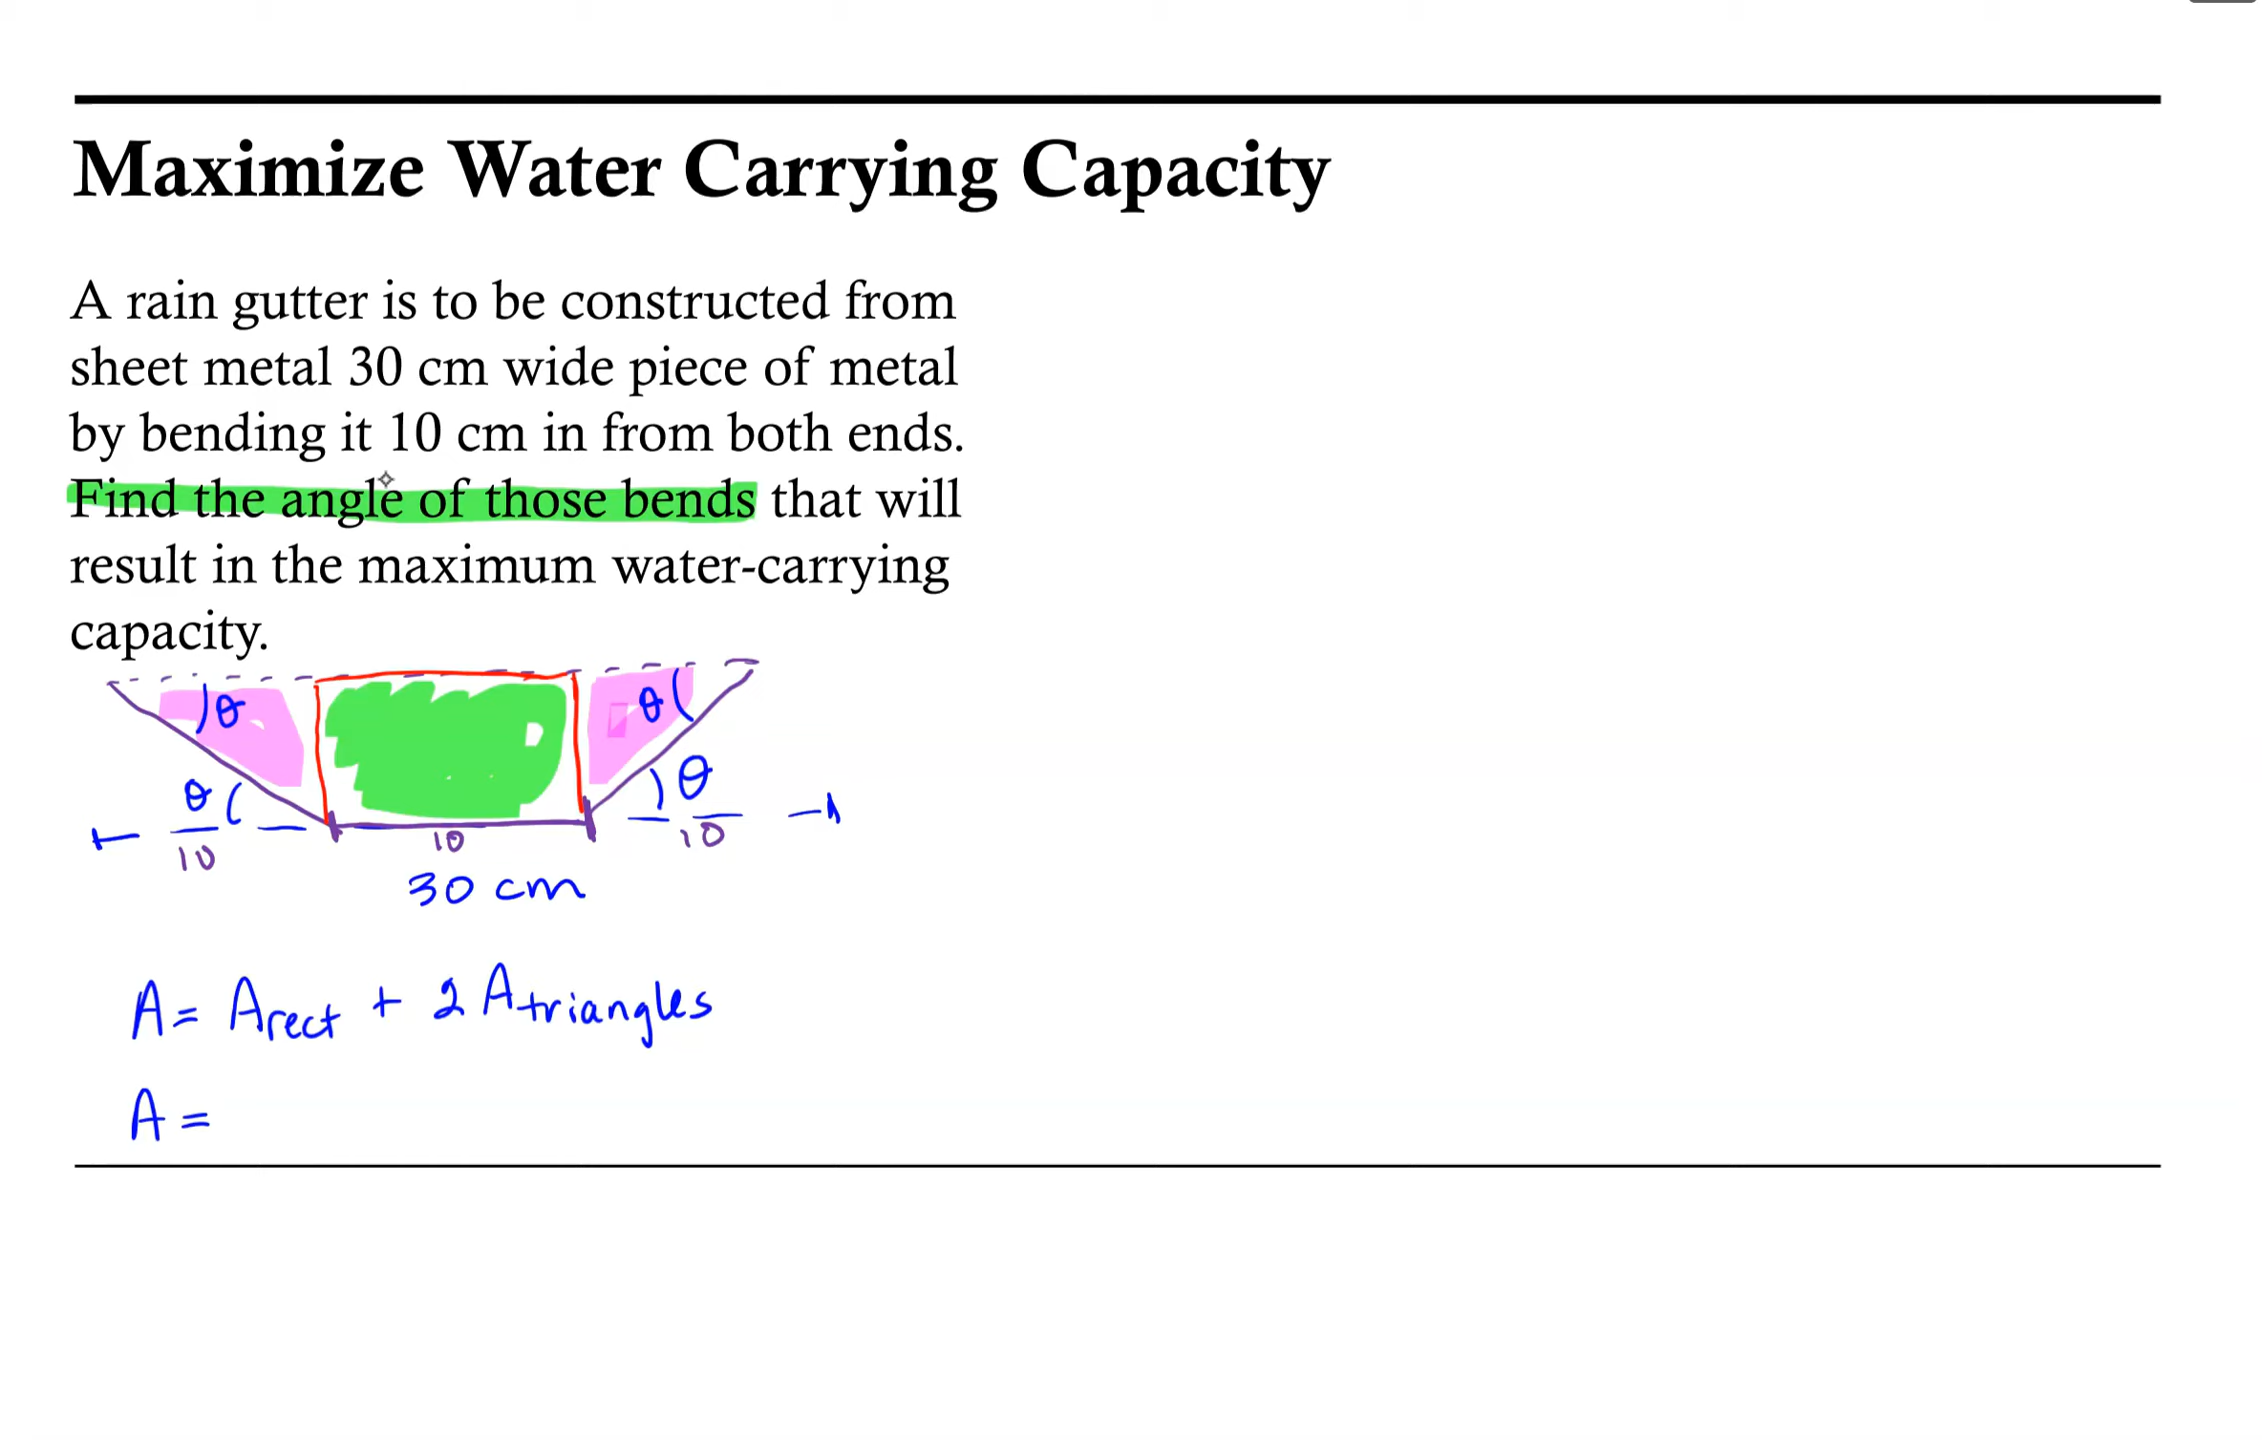 Maximize Water Carrying Capacity
A rain gutter is to be constructed from
sheet metal 30 cm wide piece of metal
by bending it 10 cm in from both ends.
Find the angle of those bends that will
result in the maximum water-carrying
capacity.
θ θ
θ θ
10 10 10
30 cm
A = Arect + 2 Atriangles
A =